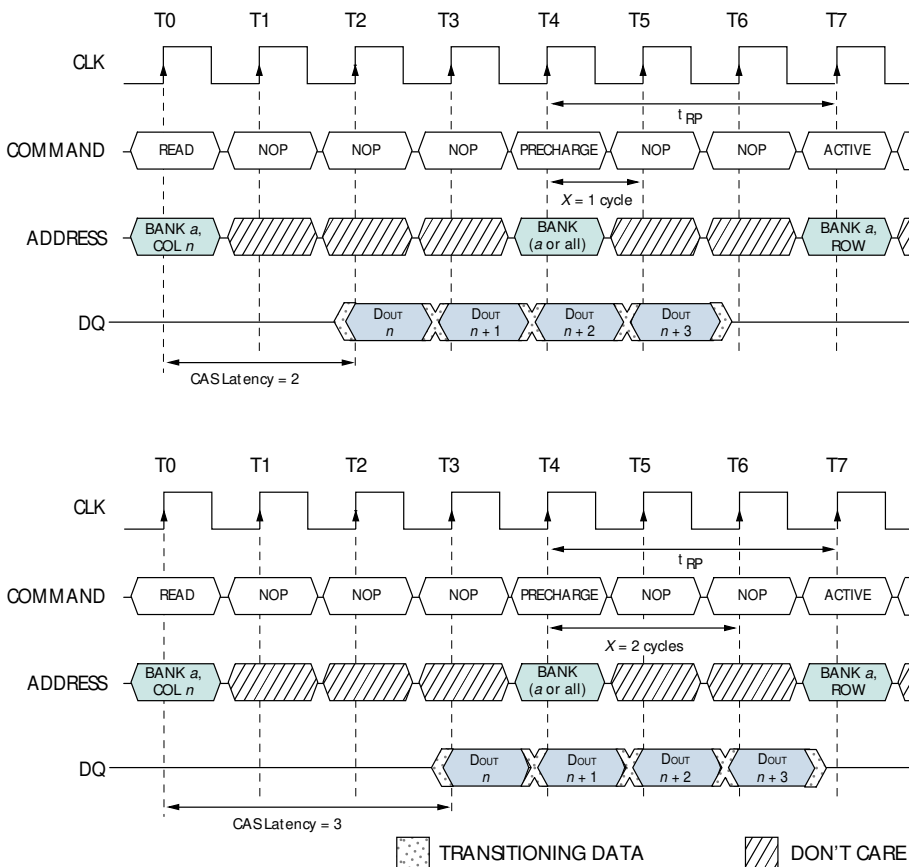 T0 T1 T2 T3 T4 T5 T6 T7
CLK
t RP
COMMAND READ NOP NOP NOP PRECHARGE NOP NOP ACTIVE
X = 1 cycle
ADDRESS BANK a, COL n BANK (a or all) BANK a, ROW
DQ DOUT n DOUT n + 1 DOUT n + 2 DOUT n + 3
CAS Latency = 2
T0 T1 T2 T3 T4 T5 T6 T7
CLK
t RP
COMMAND READ NOP NOP NOP PRECHARGE NOP NOP ACTIVE
X = 2 cycles
ADDRESS BANK a, COL n BANK (a or all) BANK a, ROW
DQ DOUT n DOUT n + 1 DOUT n + 2 DOUT n + 3
CAS Latency = 3
TRANSITIONING DATA DON'T CARE